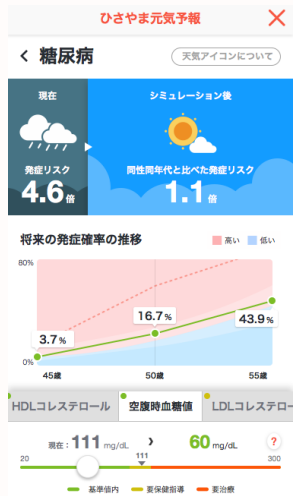 ひさやま元気予報
糖尿病
天気アイコンについて
現在
シミュレーション後
発症リスク
4.6倍
同性同年代と比べた発症リスク
1.1倍
将来の発症確率の推移
高い 低い
80%
3.7%
16.7%
43.9%
0%
45歳 50歳 55歳
HDLコレステロール 空腹時血糖値 LDLコレステロー
現在：111 mg/dL 60 mg/dL ?
20 111 300
基準値内 要保健指導 要治療